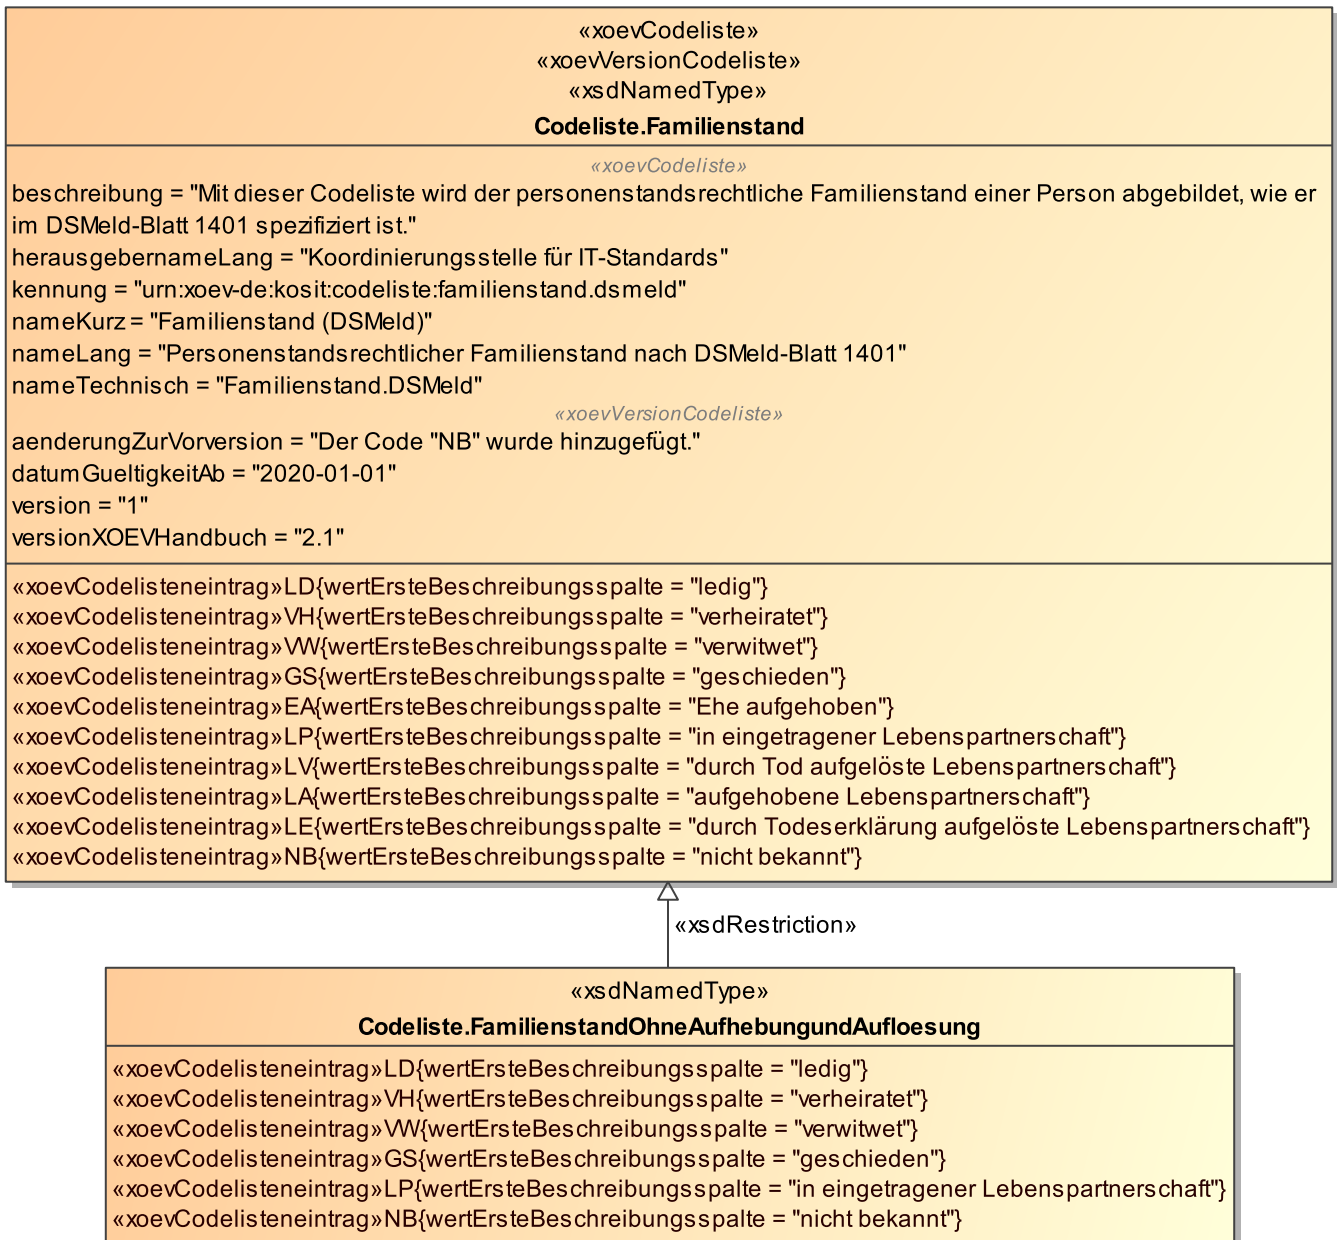 «xoevCodeliste»
«xoevVersionCodeliste»
«xsdNamedType»
Codeliste.Familienstand
«xoevCodeliste»
beschreibung = "Mit dieser Codeliste wird der personenstandsrechtliche Familienstand einer Person abgebildet, wie er
im DSMeld-Blatt 1401 spezifiziert ist."
herausgebernameLang = "Koordinierungsstelle für IT-Standards"
kennung = "urn:xoev-de:kosit:codeliste:familienstand.dsmeld"
nameKurz = "Familienstand (DSMeld)"
nameLang = "Personenstandsrechtlicher Familienstand nach DSMeld-Blatt 1401"
nameTechnisch = "Familienstand.DSMeld"
«xoevVersionCodeliste»
aenderungZurVorversion = "Der Code "NB" wurde hinzugefügt."
datumGueltigkeitAb = "2020-01-01"
version = "1"
versionXOEVHandbuch = "2.1"
«xoevCodelisteneintrag»LD{wertErsteBeschreibungsspalte = "ledig"}
«xoevCodelisteneintrag»VH{wertErsteBeschreibungsspalte = "verheiratet"}
«xoevCodelisteneintrag»VW{wertErsteBeschreibungsspalte = "verwitwet"}
«xoevCodelisteneintrag»GS{wertErsteBeschreibungsspalte = "geschieden"}
«xoevCodelisteneintrag»EA{wertErsteBeschreibungsspalte = "Ehe aufgehoben"}
«xoevCodelisteneintrag»LP{wertErsteBeschreibungsspalte = "in eingetragener Lebenspartnerschaft"}
«xoevCodelisteneintrag»LV{wertErsteBeschreibungsspalte = "durch Tod aufgelöste Lebenspartnerschaft"}
«xoevCodelisteneintrag»LA{wertErsteBeschreibungsspalte = "aufgehobene Lebenspartnerschaft"}
«xoevCodelisteneintrag»LE{wertErsteBeschreibungsspalte = "durch Todeserklärung aufgelöste Lebenspartnerschaft"}
«xoevCodelisteneintrag»NB{wertErsteBeschreibungsspalte = "nicht bekannt"}
«xsdRestriction»
«xsdNamedType»
Codeliste.FamilienstandOhneAufhebungundAufloesung
«xoevCodelisteneintrag»LD{wertErsteBeschreibungsspalte = "ledig"}
«xoevCodelisteneintrag»VH{wertErsteBeschreibungsspalte = "verheiratet"}
«xoevCodelisteneintrag»VW{wertErsteBeschreibungsspalte = "verwitwet"}
«xoevCodelisteneintrag»GS{wertErsteBeschreibungsspalte = "geschieden"}
«xoevCodelisteneintrag»LP{wertErsteBeschreibungsspalte = "in eingetragener Lebenspartnerschaft"}
«xoevCodelisteneintrag»NB{wertErsteBeschreibungsspalte = "nicht bekannt"}